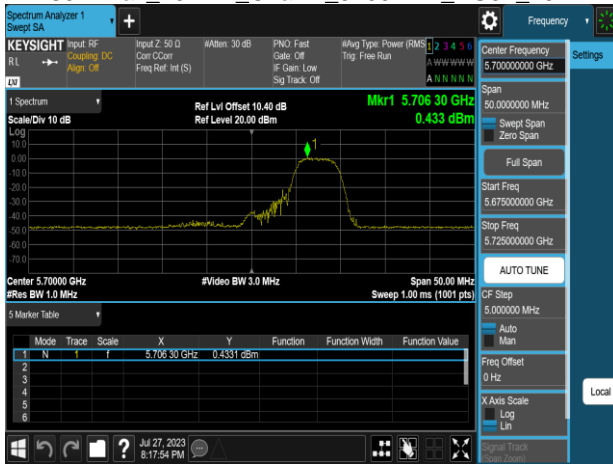 Spectrum Analyzer 1
Swept SA
+
Frequency
KEYSIGHT
RL
LXI
Input: RF
Coupling: DC
Align: Off
Input Z: 50 Ω
Corr CCorr
Freq Ref: Int (S)
#Atten: 30 dB
PNO: Fast
Gate: Off
IF Gain: Low
Sig Track: Off
#Avg Type: Power (RMS
Trig: Free Run
1 2 3 4 5 6
A W W W W W
A N N N N N
1 Spectrum
Scale/Div 10 dB
Log
Ref Lvl Offset 10.40 dB
Ref Level 20.00 dBm
Mkr1 5.706 30 GHz
0.433 dBm
1
10.0
0.00
-10.0
-20.0
-30.0
-40.0
-50.0
-60.0
-70.0
Center 5.70000 GHz
#Res BW 1.0 MHz
#Video BW 3.0 MHz
Span 50.00 MHz
Sweep 1.00 ms (1001 pts)
5 Marker Table
Mode Trace Scale X Y Function Function Width Function Value
1 N 1 f 5.706 30 GHz 0.4331 dBm
2
3
4
5
6
?
Jul 27, 2023
8:17:54 PM
Center Frequency
5.700000000 GHz
Span
50.0000000 MHz
Swept Span
Zero Span
Full Span
Start Freq
5.675000000 GHz
Stop Freq
5.725000000 GHz
AUTO TUNE
CF Step
5.000000 MHz
Auto
Man
Freq Offset
0 Hz
X Axis Scale
Log
Lin
Signal Track
(Span Zoom)
Settings
Local